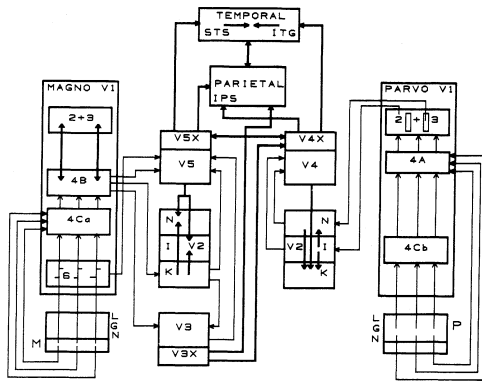 TEMPORAL
STS ITG
PARIETAL
IPS
MAGNO V1
2+3
4B
4Ca
6
M
LGN
V5X
V5
N
I V2
K
V3
V3X
V4X
V4
N
V2 I
K
PARVO V1
2 + 3
4A
4Cb
LGN
P